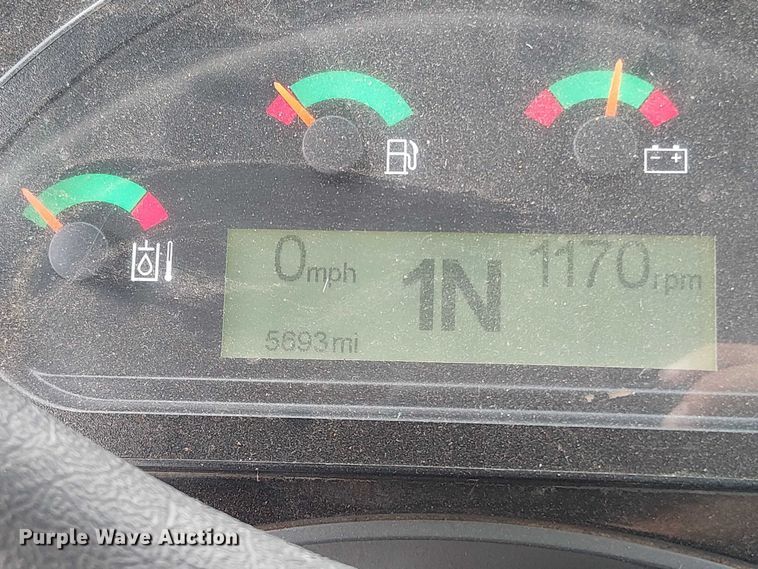 0mph 1N 1170rpm
5693mi
Purple Wave Auction